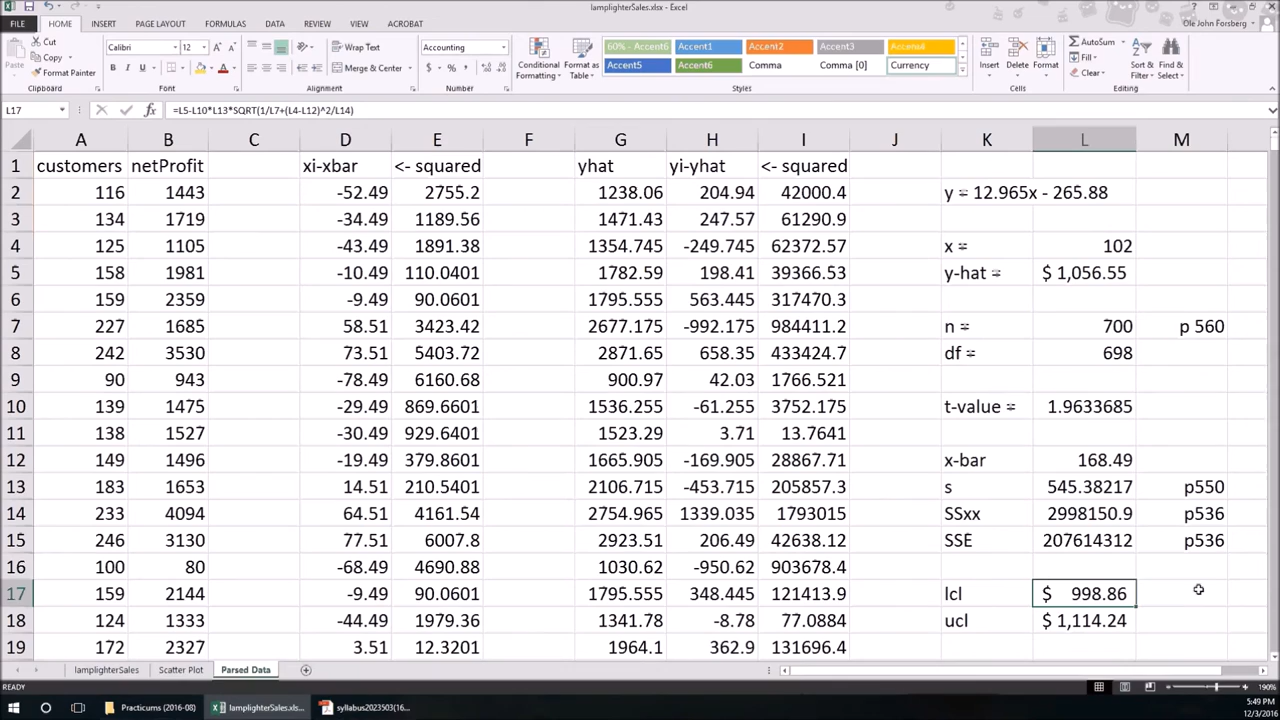 lamplighterSales.xlsx - Excel
FILE HOME INSERT PAGE LAYOUT FORMULAS DATA REVIEW VIEW ACROBAT Ole John Forsberg
Cut
Copy
Format Painter
Paste
Calibri 12
B I U
Wrap Text
Merge & Center
Accounting
$ % ,
Conditional Formatting
Format as Table
60% - Accent6 Accent1 Accent2 Accent3 Accent4
Accent5 Accent6 Comma Comma [0] Currency
Insert Delete Format
AutoSum
Fill
Clear
Sort & Filter
Find & Select
Clipboard Font Alignment Number Styles Cells Editing
L17 fx =L5-L10*L13*SQRT(1/L7+(L4-L12)^2/L14)
A B C D E F G H I J K L M
1 customers netProfit xi-xbar <- squared yhat yi-yhat <- squared
2 116 1443 -52.49 2755.2 1238.06 204.94 42000.4 y = 12.965x - 265.88
3 134 1719 -34.49 1189.56 1471.43 247.57 61290.9
4 125 1105 -43.49 1891.38 1354.745 -249.745 62372.57 x = 102
5 158 1981 -10.49 110.0401 1782.59 198.41 39366.53 y-hat = $ 1,056.55
6 159 2359 -9.49 90.0601 1795.555 563.445 317470.3
7 227 1685 58.51 3423.42 2677.175 -992.175 984411.2 n = 700 p 560
8 242 3530 73.51 5403.72 2871.65 658.35 433424.7 df = 698
9 90 943 -78.49 6160.68 900.97 42.03 1766.521
10 139 1475 -29.49 869.6601 1536.255 -61.255 3752.175 t-value = 1.9633685
11 138 1527 -30.49 929.6401 1523.29 3.71 13.7641
12 149 1496 -19.49 379.8601 1665.905 -169.905 28867.71 x-bar 168.49
13 183 1653 14.51 210.5401 2106.715 -453.715 205857.3 s 545.38217 p550
14 233 4094 64.51 4161.54 2754.965 1339.035 1793015 SSxx 2998150.9 p536
15 246 3130 77.51 6007.8 2923.51 206.49 42638.12 SSE 207614312 p536
16 100 80 -68.49 4690.88 1030.62 -950.62 903678.4
17 159 2144 -9.49 90.0601 1795.555 348.445 121413.9 lcl $ 998.86
18 124 1333 -44.49 1979.36 1341.78 -8.78 77.0884 ucl $ 1,114.24
19 172 2327 3.51 12.3201 1964.1 362.9 131696.4
lamplighterSales Scatter Plot Parsed Data
READY 190%
Practicums (2016-08) lamplighterSales.xls... syllabus2023503(16... 5:49 PM
12/3/2016